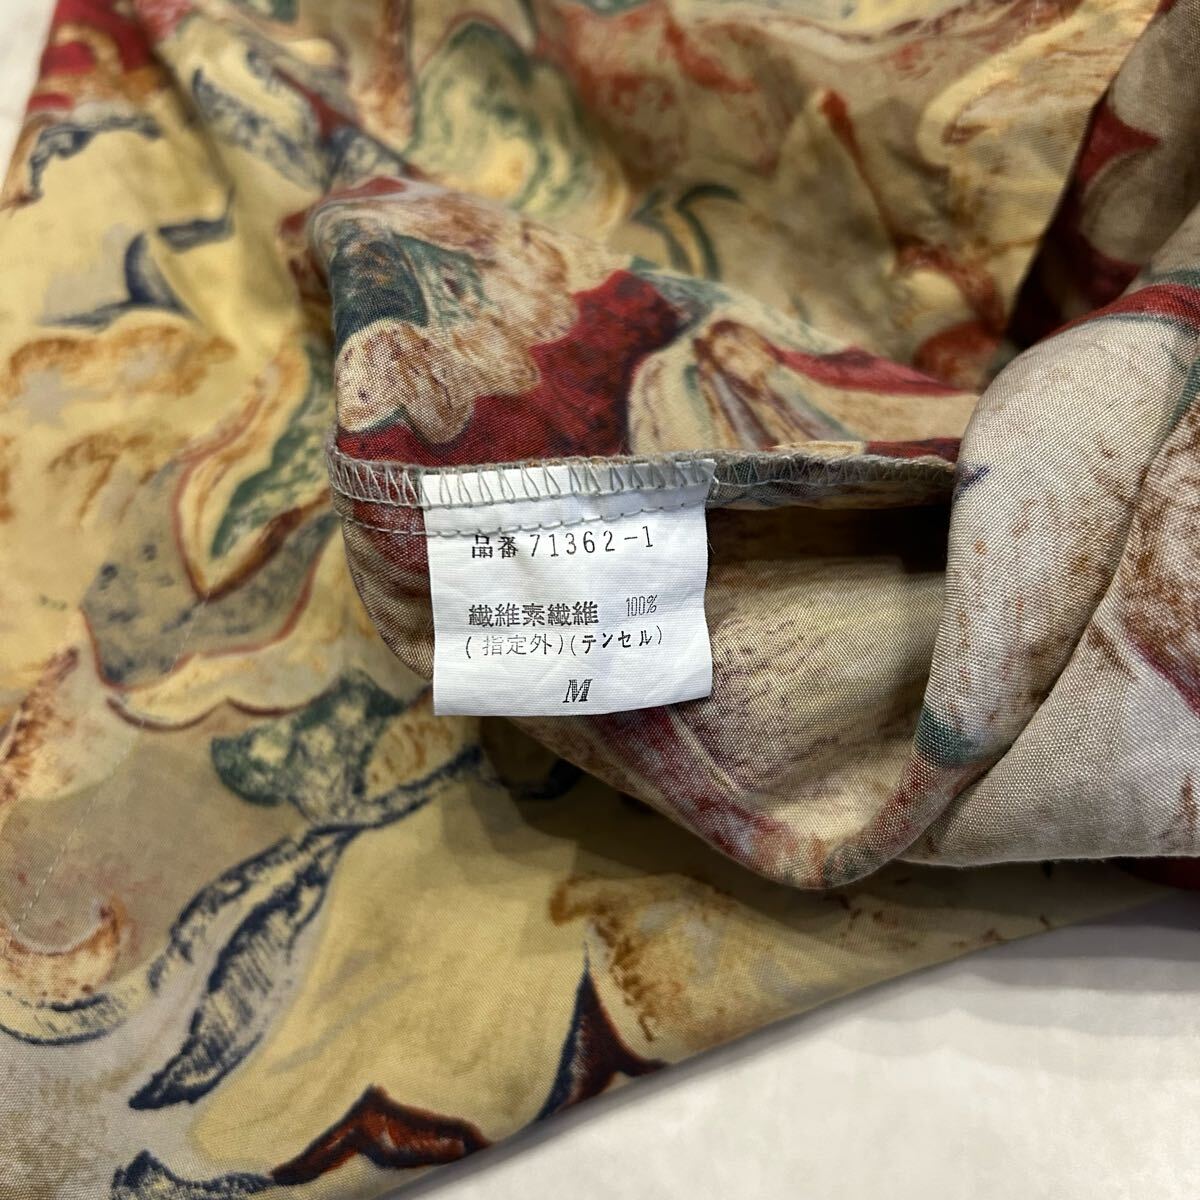 品番 71362-1
繊維素繊維 100%
(指定外)(テンセル)
M